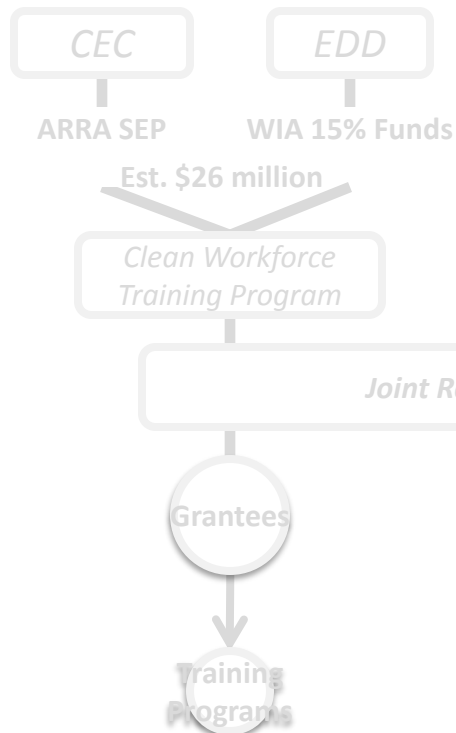 CEC EDD
ARRA SEP WIA 15% Funds
Est. $26 million
Clean Workforce
Training Program
Joint
Grantees
Training
Programs